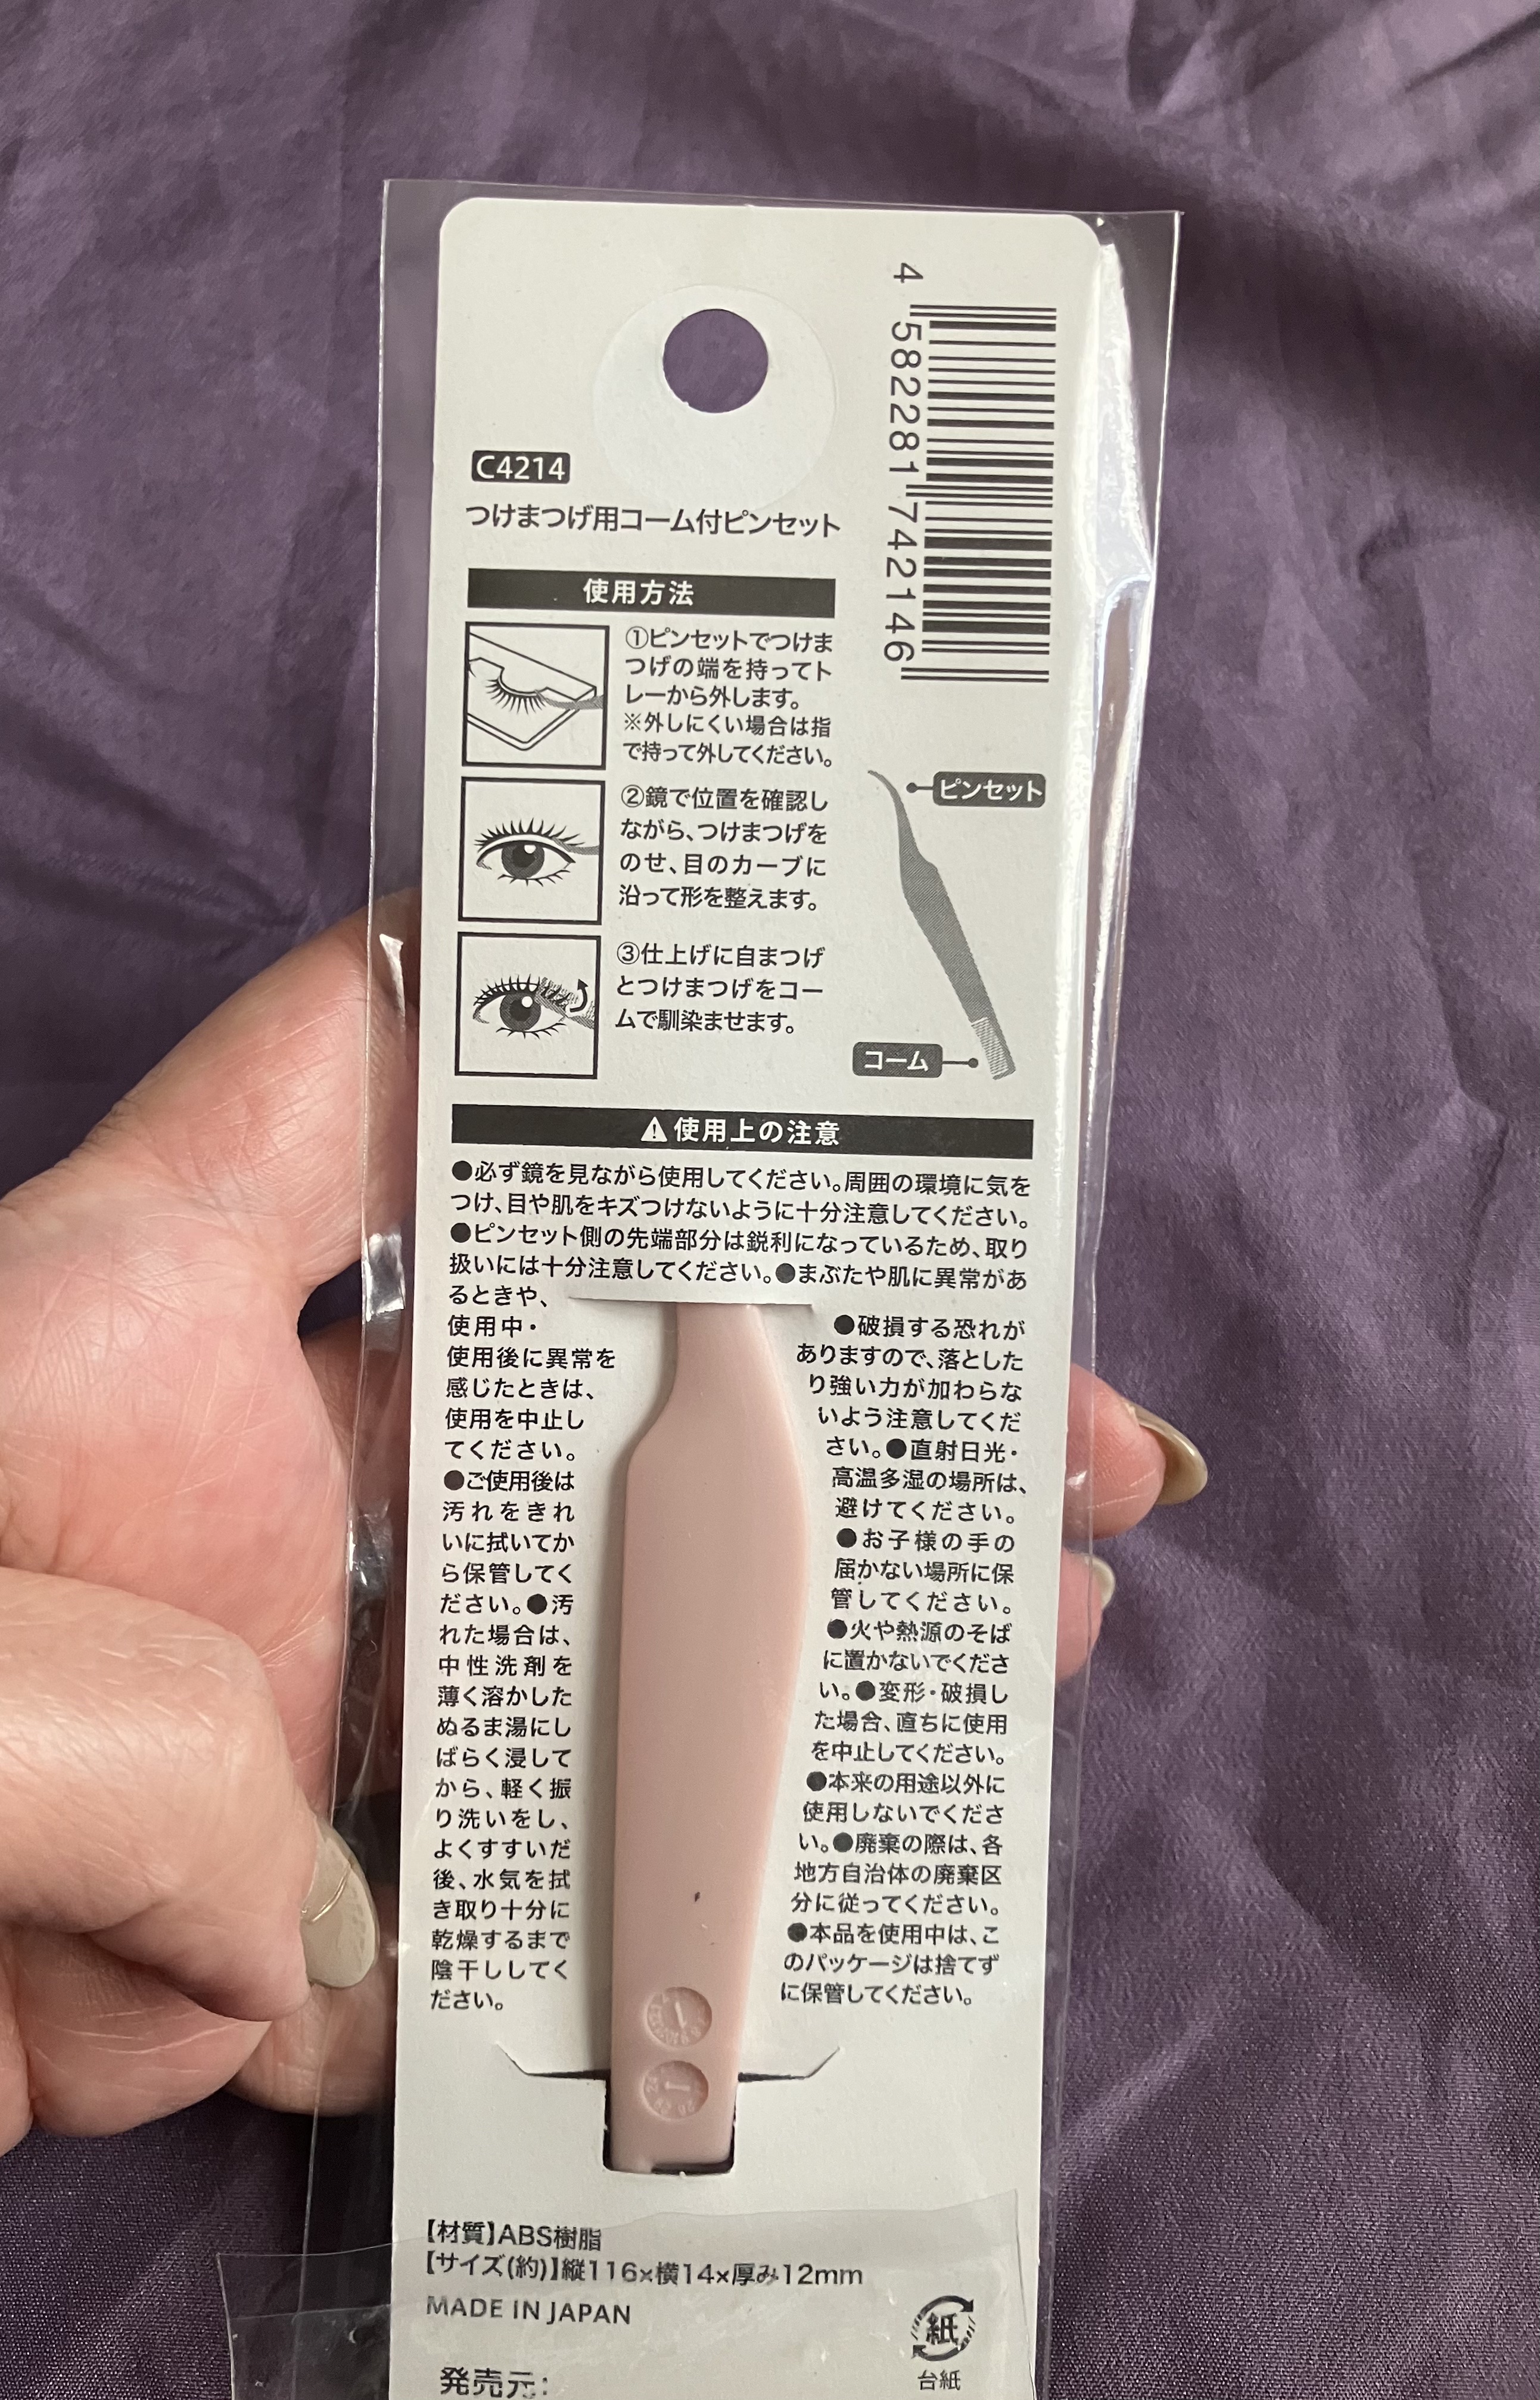 4 582281 742146
C4214
つけまつげ用コーム付ピンセット
使用方法
①ピンセットでつけま
つげの端を持ってト
レーから外します。
※外しにくい場合は指
で持って外してください。
②鏡で位置を確認し
ながら、つけまつげを
のせ、目のカーブに
沿って形を整えます。
③仕上げに自まつげ
とつけまつげをコー
ムで馴染ませます。
ピンセット
コーム
⚠使用上の注意
●必ず鏡を見ながら使用してください。周囲の環境に気を
つけ、目や肌をキズつけないように十分注意してください。
●ピンセット側の先端部分は鋭利になっているため、取り
扱いには十分注意してください。●まぶたや肌に異常があ
るときや、
使用中・
使用後に異常を
感じたときは、
使用を中止し
てください。
●ご使用後は
汚れをきれ
いに拭いてか
ら保管してく
ださい。●汚
れた場合は、
中性洗剤を
薄く溶かした
ぬるま湯にし
ばらく浸して
から、軽く振
り洗いをし、
よくすすいだ
後、水気を拭
き取り十分に
乾燥するまで
陰干ししてく
ださい。
●破損する恐れが
ありますので、落とした
り強い力が加わらな
いよう注意してくだ
さい。●直射日光・
高温多湿の場所は、
避けてください。
●お子様の手の
届かない場所に保
管してください。
●火や熱源のそば
に置かないでくださ
い。●変形・破損し
た場合、直ちに使用
を中止してください。
●本来の用途以外に
使用しないでくださ
い。●廃棄の際は、各
地方自治体の廃棄区
分に従ってください。
●本品を使用中は、こ
のパッケージは捨てず
に保管してください。
【材質】ABS樹脂
【サイズ(約)】縦116×横14×厚み12mm
MADE IN JAPAN
紙
台紙
発売元: